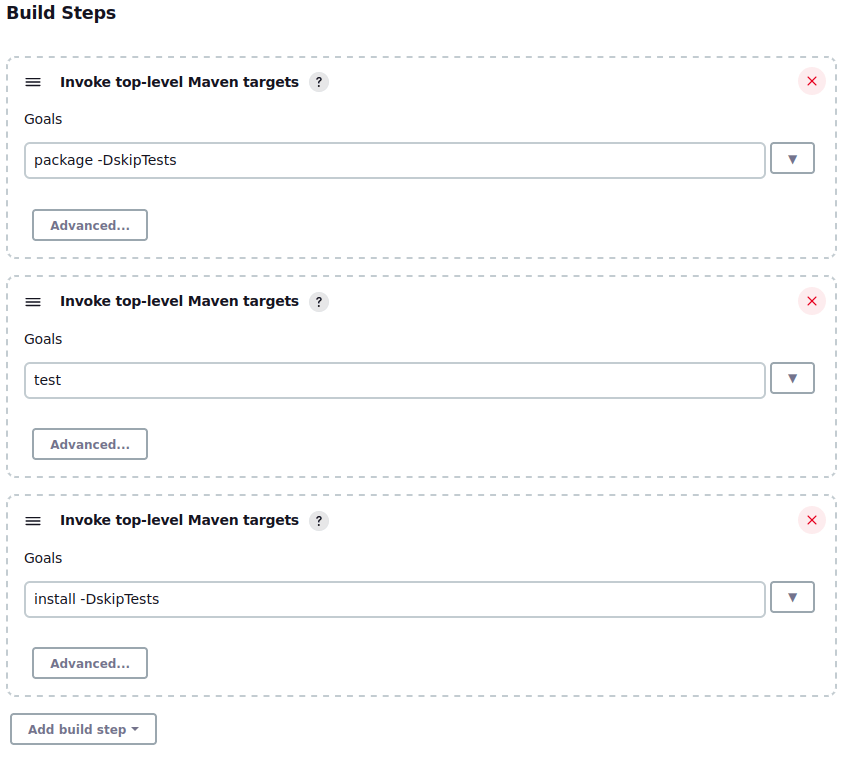 Build Steps
Invoke top-level Maven targets ?
Goals
package -DskipTests
Advanced...
Invoke top-level Maven targets ?
Goals
test
Advanced...
Invoke top-level Maven targets ?
Goals
install -DskipTests
Advanced...
Add build step